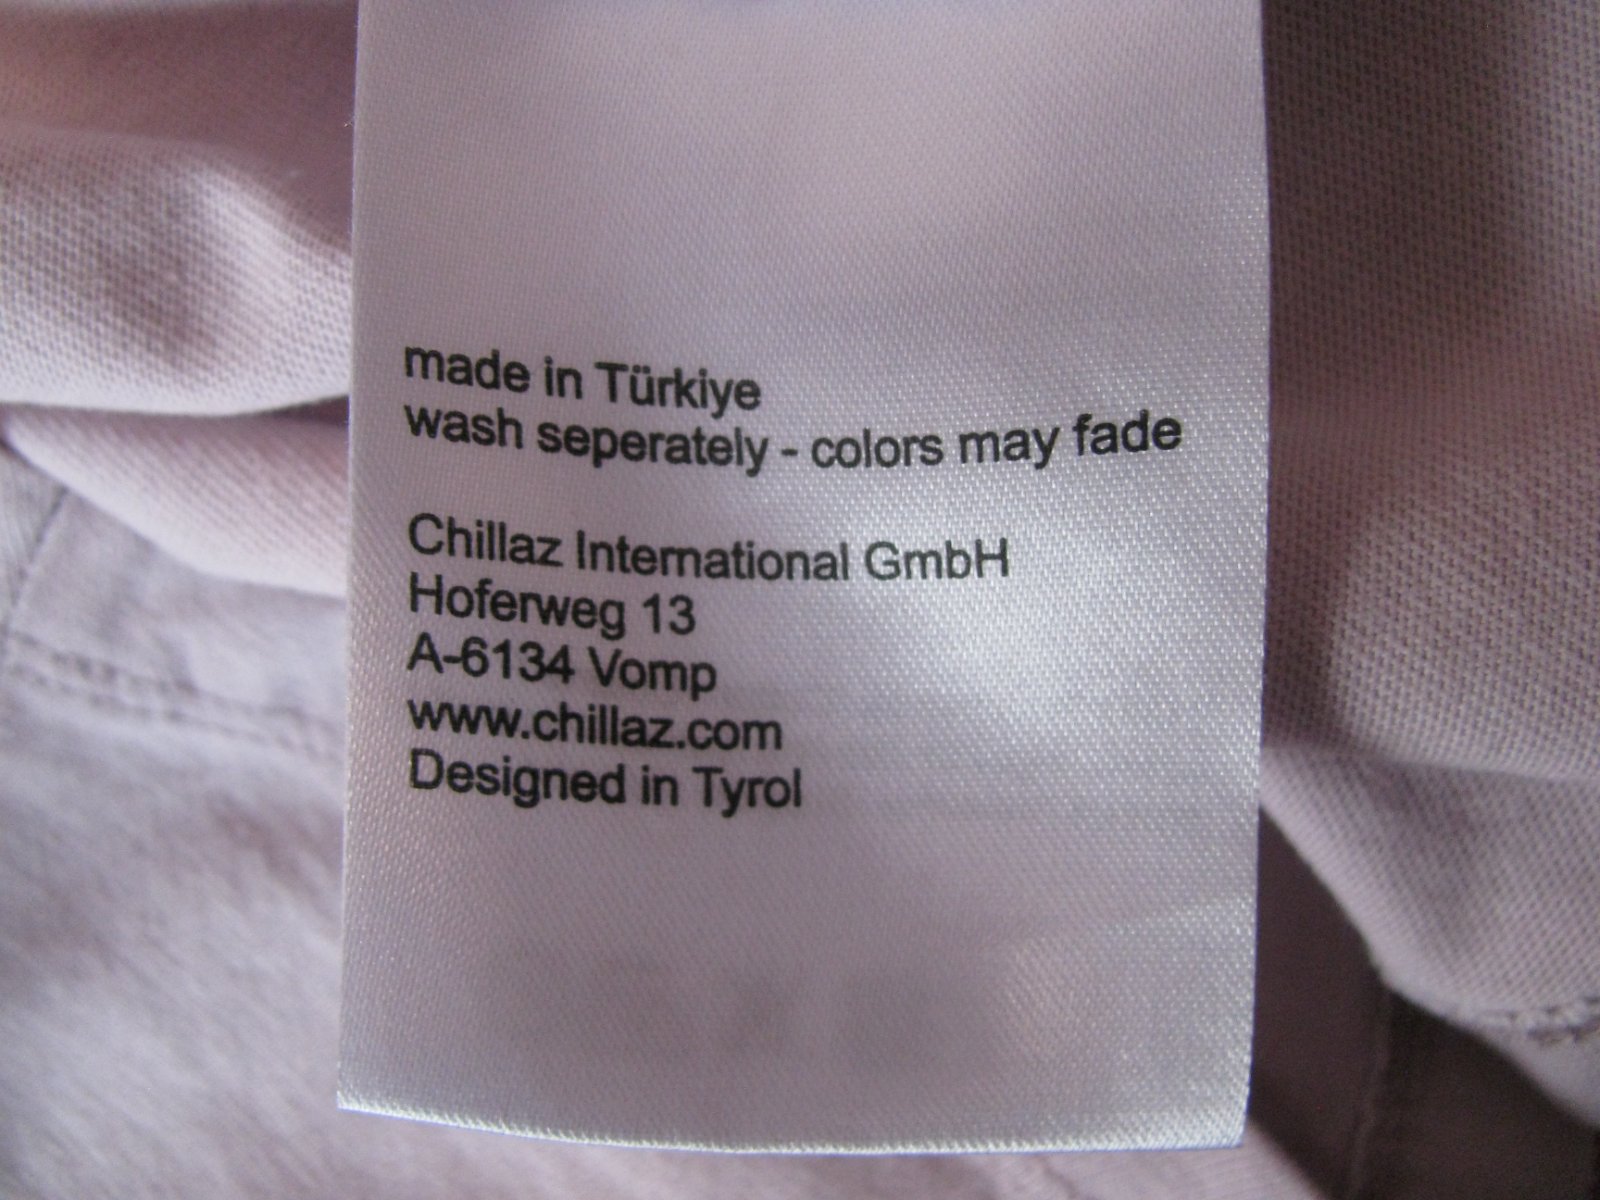 made in Türkiye
wash seperately - colors may fade
Chillaz International GmbH
Hoferweg 13
A-6134 Vomp
www.chillaz.com
Designed in Tyrol